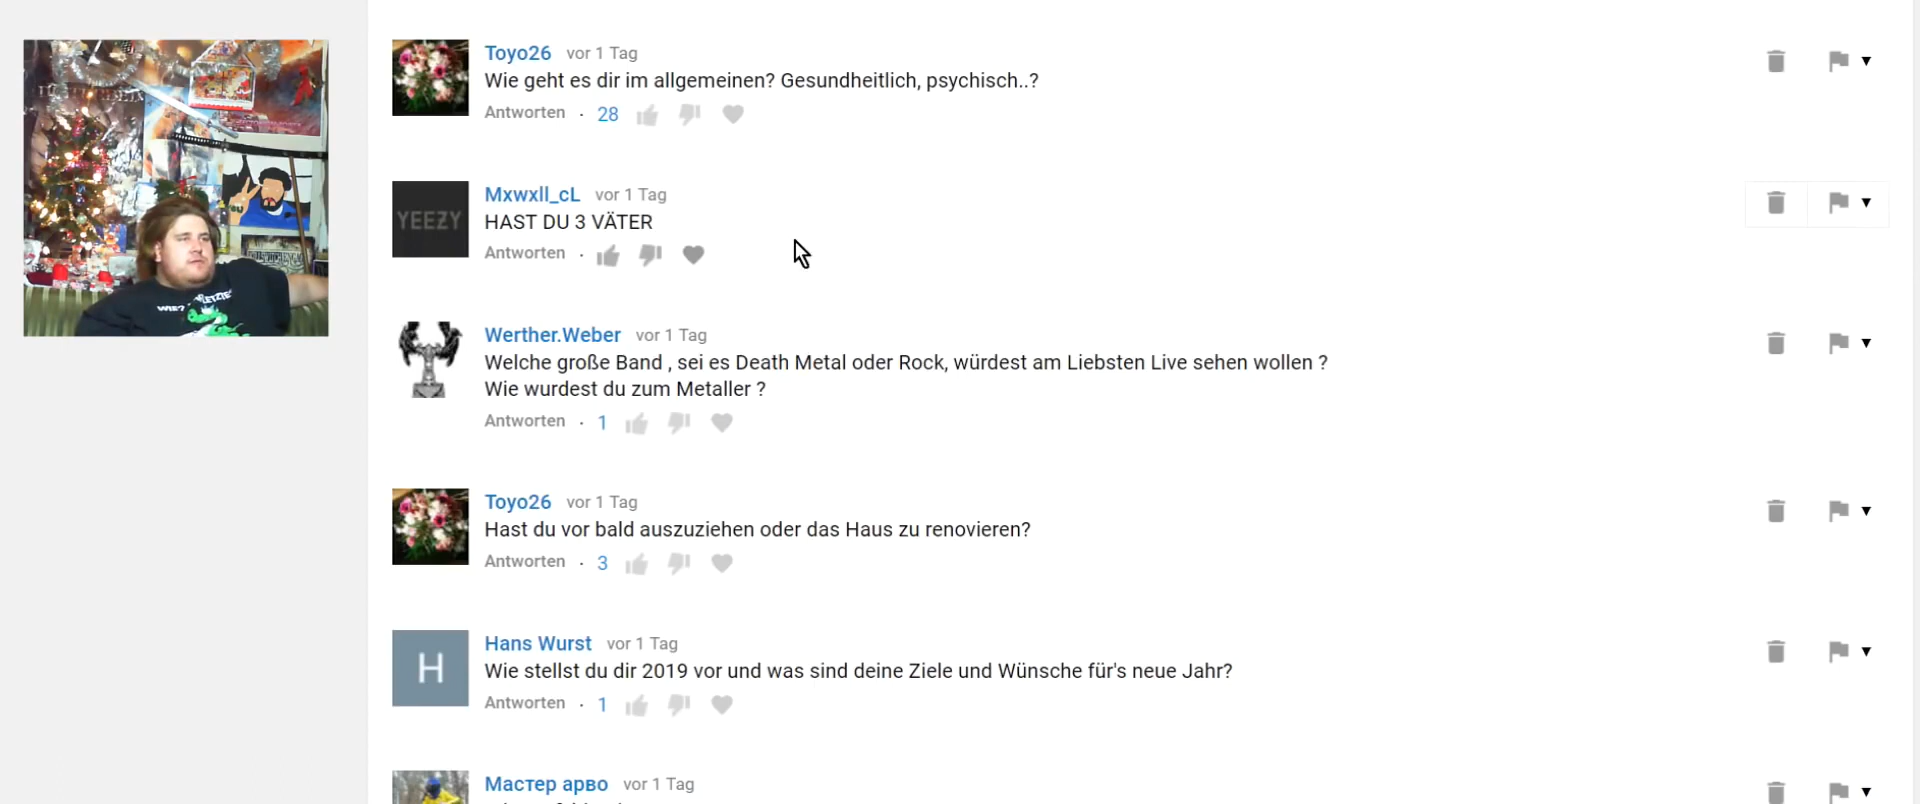 Toyo26 vor 1 Tag
Wie geht es dir im allgemeinen? Gesundheitlich, psychisch..?
Antworten · 28
YEEZY
Mxwxll_cL vor 1 Tag
HAST DU 3 VÄTER
Antworten ·
WIE?
Werther.Weber vor 1 Tag
Welche große Band , sei es Death Metal oder Rock, würdest am Liebsten Live sehen wollen ?
Wie wurdest du zum Metaller ?
Antworten · 1
Toyo26 vor 1 Tag
Hast du vor bald auszuziehen oder das Haus zu renovieren?
Antworten · 3
H
Hans Wurst vor 1 Tag
Wie stellst du dir 2019 vor und was sind deine Ziele und Wünsche für's neue Jahr?
Antworten · 1
Мастер арво vor 1 Tag